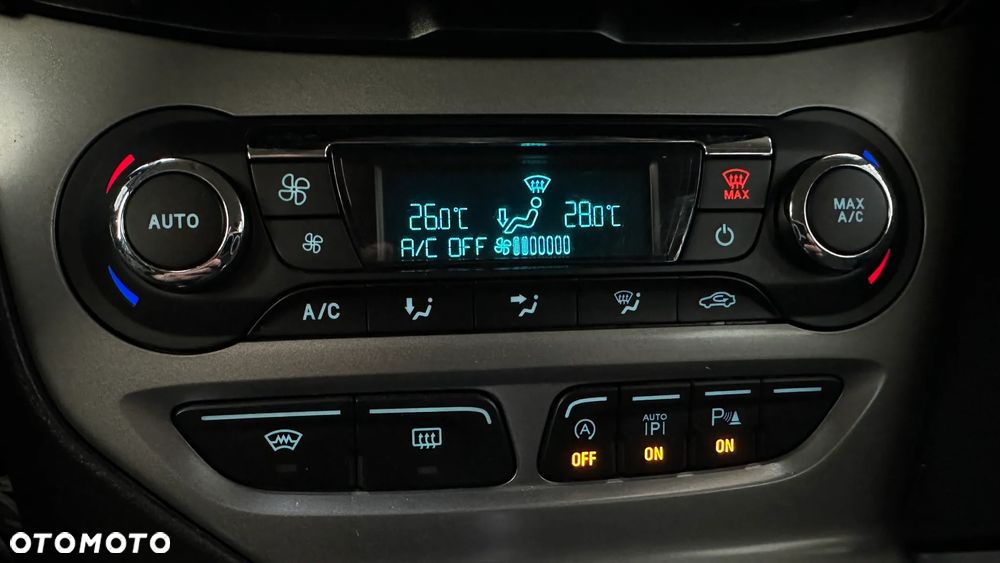 AUTO
26.0°C
28.0°C
A/C OFF
MAX
MAX
A/C
A/C
OFF
AUTO
P
ON
P
ON
OTOMOTO